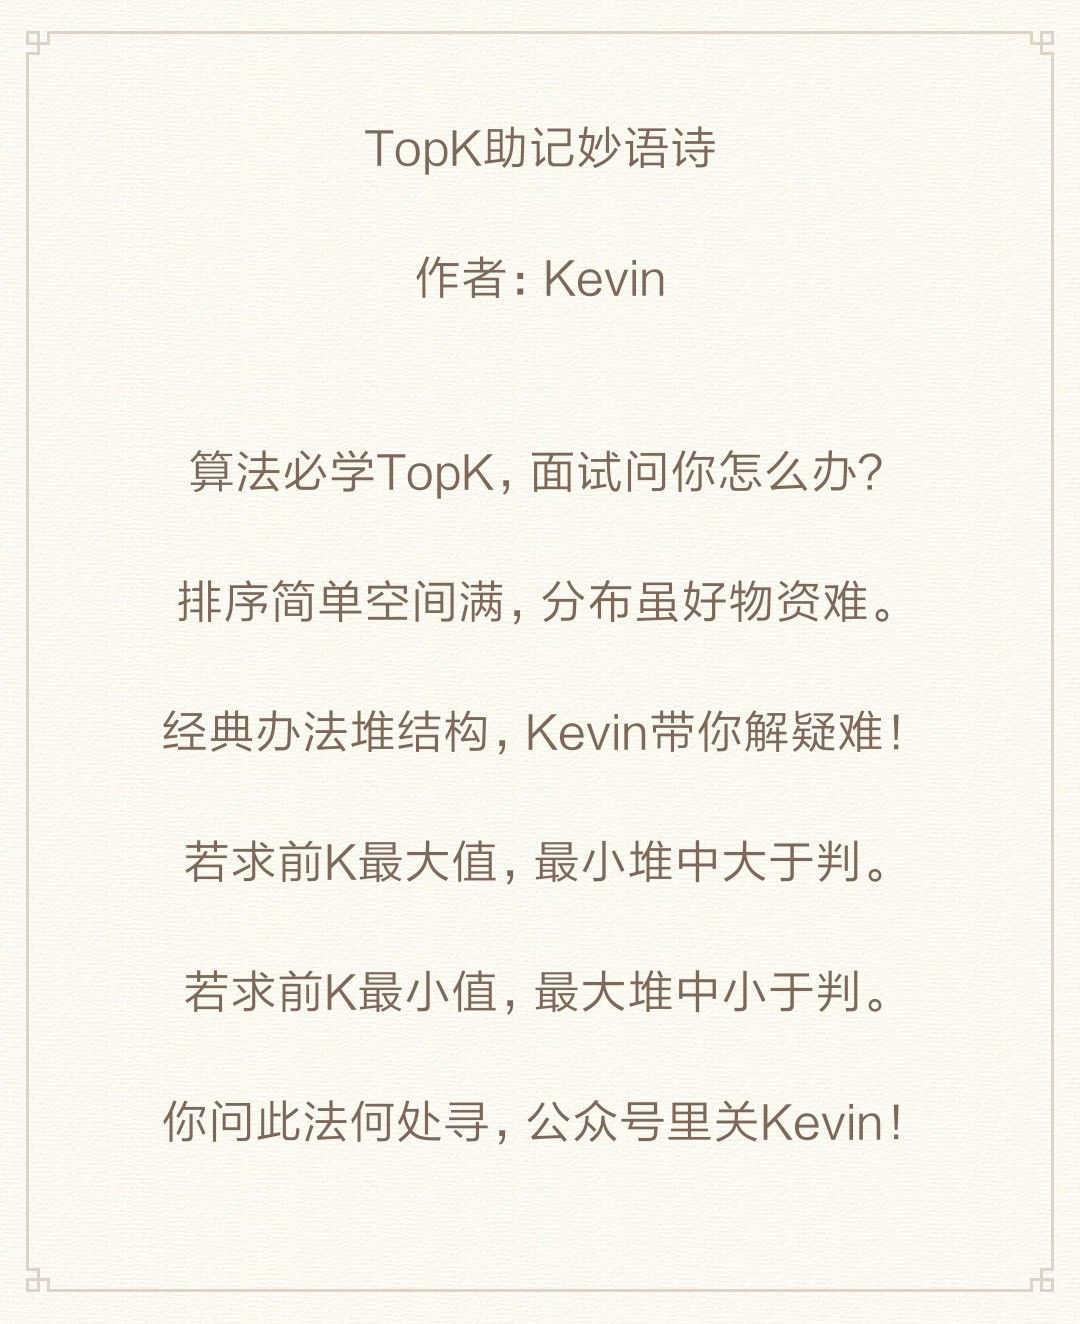 TopK助记妙语诗
作者：Kevin
算法必学TopK，面试问你怎么办？
排序简单空间满，分布虽好物资难。
经典办法堆结构，Kevin带你解疑难！
若求前K最大值，最小堆中大于判。
若求前K最小值，最大堆中小于判。
你问此法何处寻，公众号里关Kevin！